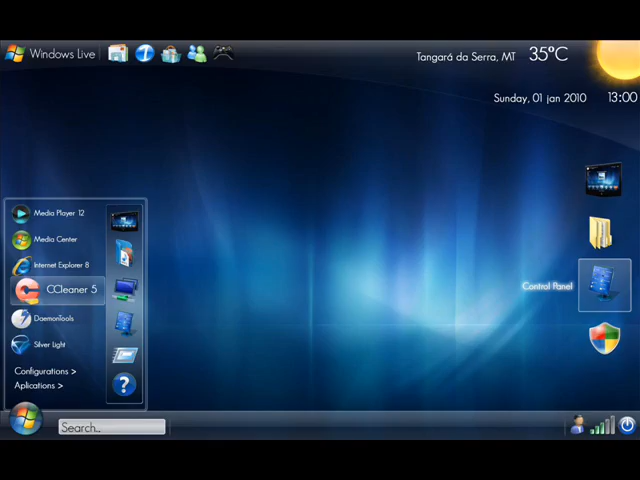 Windows Live
Tangará da Serra, MT 35°C
Sunday, 01 jan 2010 13:00
Media Player 12
Media Center
Internet Explorer 8
CCleaner 5
DaemonTools
Silver Light
Configurations >
Aplications >
Control Panel
Search...